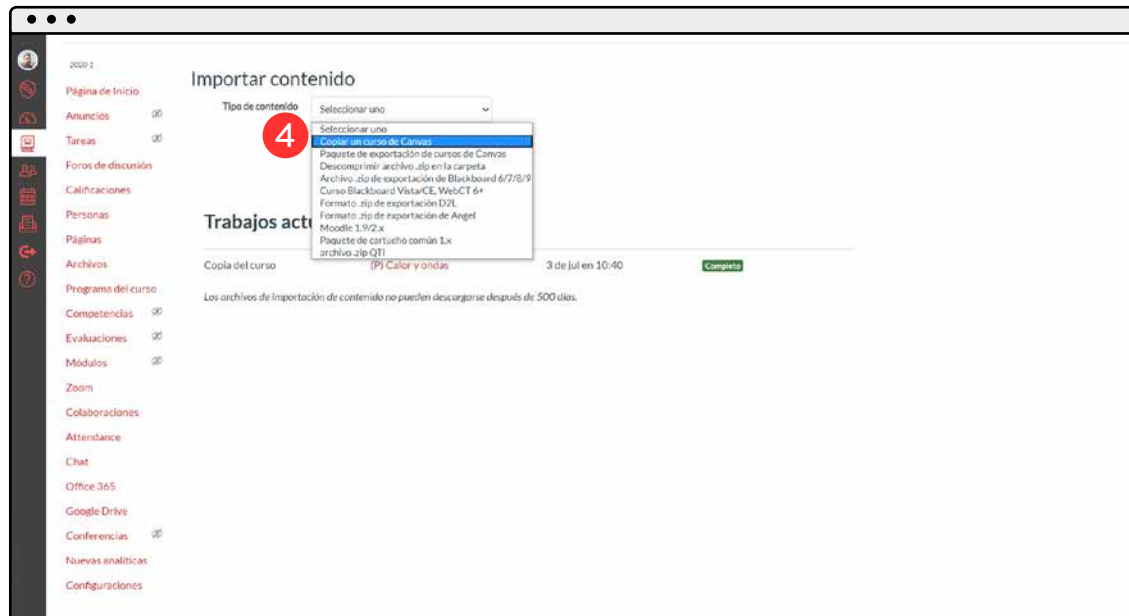 2020-1
Página de Inicio
Anuncios
Tareas
Foros de discusión
Calificaciones
Personas
Páginas
Archivos
Programa del curso
Competencias
Evaluaciones
Módulos
Zoom
Colaboraciones
Attendance
Chat
Office 365
Google Drive
Conferencias
Nuevas analíticas
Configuraciones
Importar contenido
Tipo de contenido
Seleccionar uno
4
Seleccionar uno
Copiar un curso de Canvas
Paquete de exportación de cursos de Canvas
Descomprimir archivo .zip en la carpeta
Archivo .zip de exportación de Blackboard 6/7/8/9
Curso Blackboard Vista/CE, WebCT 6+
Formato .zip de exportación D2L
Formato .zip de exportación de Angel
Moodle 1.9/2.x
Paquete de cartucho común 1.x
archivo .zip QTI
Trabajos actu
Copia del curso (P) Calor y ondas 3 de jul en 10:40 Completo
Los archivos de importación de contenido no pueden descargarse después de 500 días.